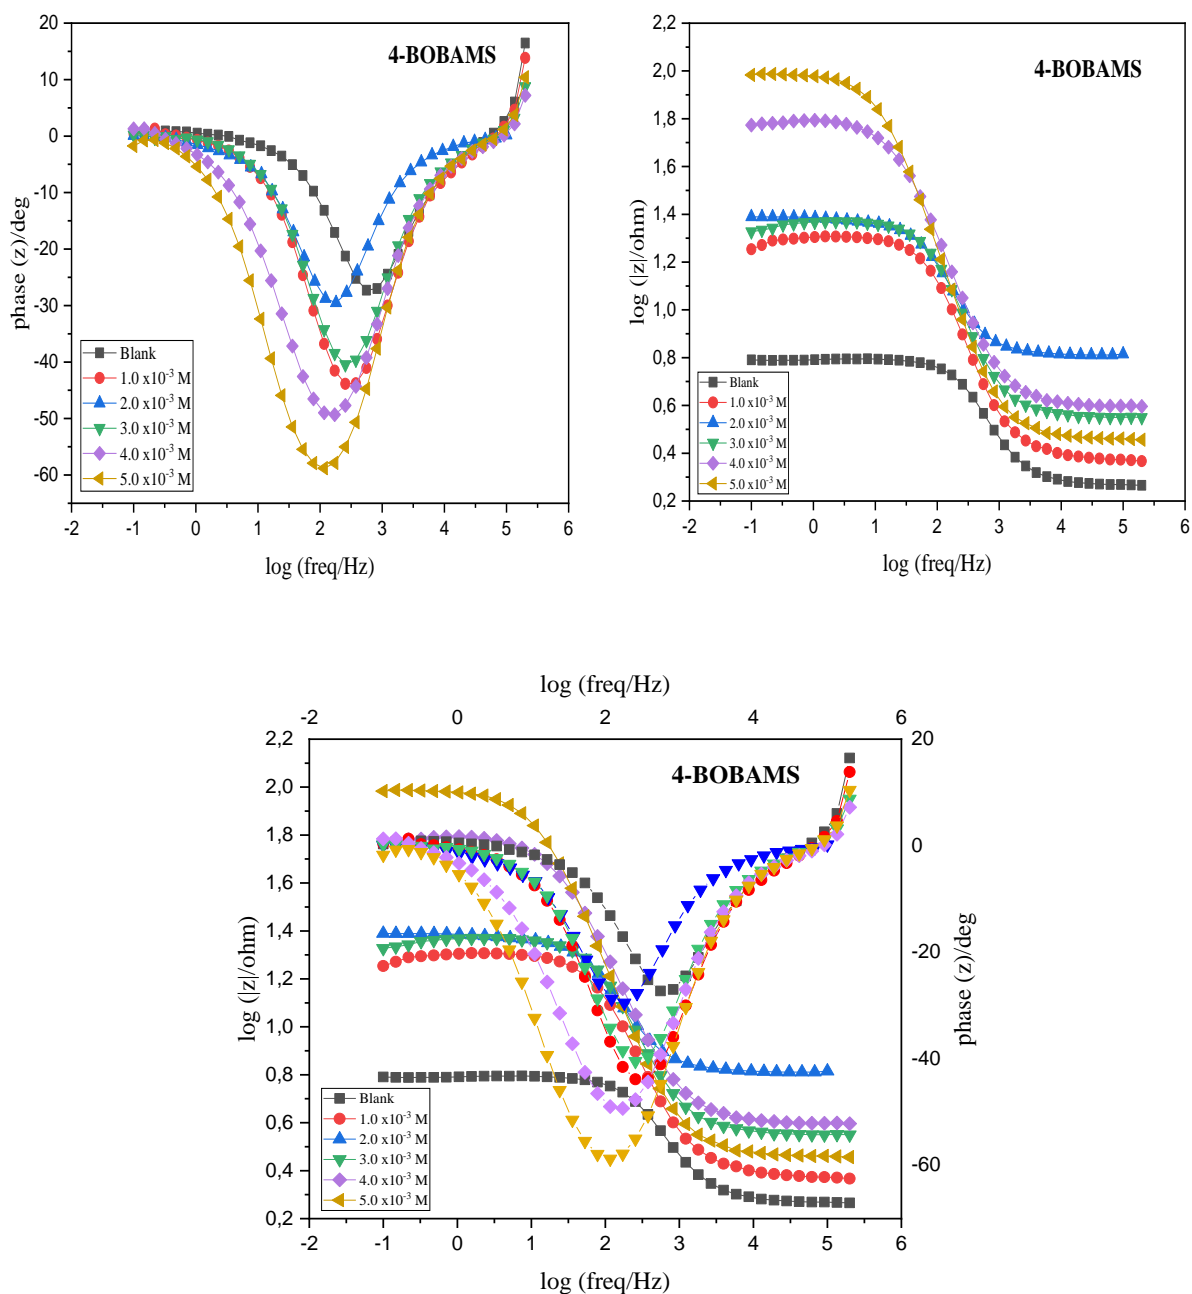 4-BOBAMS
phase (z)/deg
20
10
0
-10
-20
-30
-40
-50
-60
Blank
1.0 x10-3 M
2.0 x10-3 M
3.0 x10-3 M
4.0 x10-3 M
5.0 x10-3 M
-2 -1 0 1 2 3 4 5 6
log (freq/Hz)
4-BOBAMS
log (|z|/ohm)
2,2
2,0
1,8
1,6
1,4
1,2
1,0
0,8
0,6
0,4
0,2
Blank
1.0 x10-3 M
2.0 x10-3 M
3.0 x10-3 M
4.0 x10-3 M
5.0 x10-3 M
-2 -1 0 1 2 3 4 5 6
log (freq/Hz)
log (freq/Hz)
-2 0 2 4 6
4-BOBAMS
log (|z|/ohm)
2,2
2,0
1,8
1,6
1,4
1,2
1,0
0,8
0,6
0,4
0,2
20
0
-20
-40
-60
phase (z)/deg
Blank
1.0 x10-3 M
2.0 x10-3 M
3.0 x10-3 M
4.0 x10-3 M
5.0 x10-3 M
-2 -1 0 1 2 3 4 5 6
log (freq/Hz)